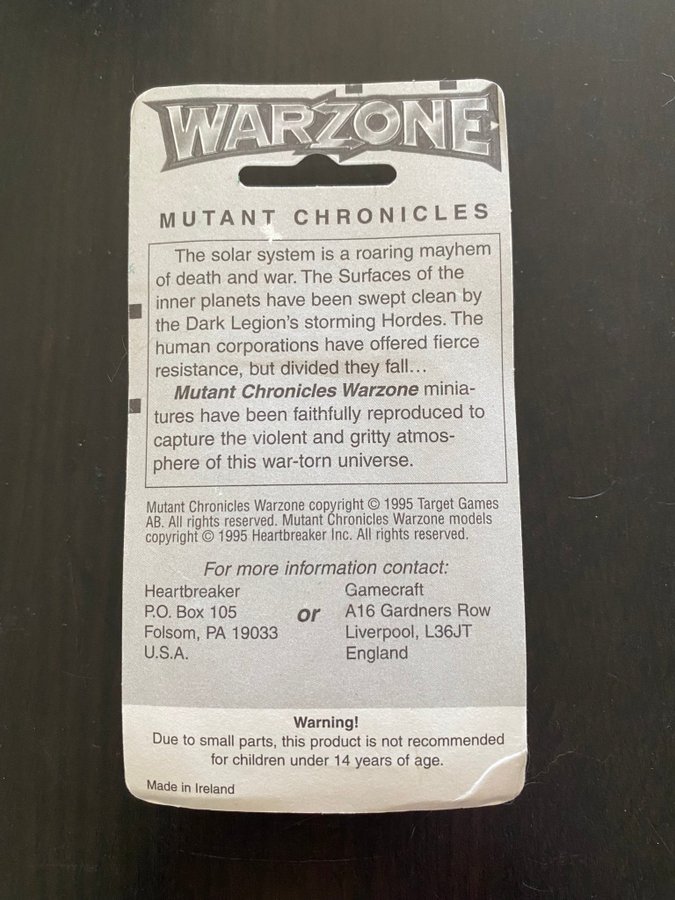 WARZONE
MUTANT CHRONICLES
The solar system is a roaring mayhem
of death and war. The Surfaces of the
inner planets have been swept clean by
the Dark Legion's storming Hordes. The
human corporations have offered fierce
resistance, but divided they fall...
Mutant Chronicles Warzone minia-
tures have been faithfully reproduced to
capture the violent and gritty atmos-
phere of this war-torn universe.
Mutant Chronicles Warzone copyright © 1995 Target Games
AB. All rights reserved. Mutant Chronicles Warzone models
copyright © 1995 Heartbreaker Inc. All rights reserved.
For more information contact:
Heartbreaker
P.O. Box 105
Folsom, PA 19033
U.S.A.
or
Gamecraft
A16 Gardners Row
Liverpool, L36JT
England
Warning!
Due to small parts, this product is not recommended
for children under 14 years of age.
Made in Ireland